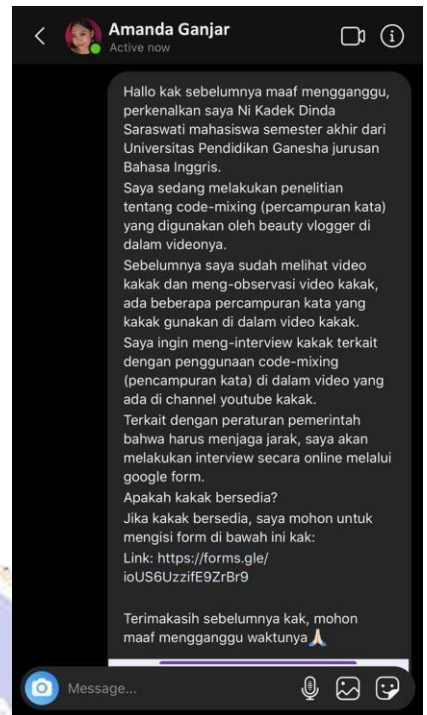 Amanda Ganjar
Active now
Hallo kak sebelumnya maaf mengganggu,
perkenalkan saya Ni Kadek Dinda
Saraswati mahasiswa semester akhir dari
Universitas Pendidikan Ganesha jurusan
Bahasa Inggris.
Saya sedang melakukan penelitian
tentang code-mixing (percampuran kata)
yang digunakan oleh beauty vlogger di
dalam videonya.
Sebelumnya saya sudah melihat video
kakak dan meng-observasi video kakak,
ada beberapa percampuran kata yang
kakak gunakan di dalam video kakak.
Saya ingin meng-interview kakak terkait
dengan penggunaan code-mixing
(pencampuran kata) di dalam video yang
ada di channel youtube kakak.
Terkait dengan peraturan pemerintah
bahwa harus menjaga jarak, saya akan
melakukan interview secara online melalui
google form.
Apakah kakak bersedia?
Jika kakak bersedia, saya mohon untuk
mengisi form di bawah ini kak:
Link: https://forms.gle/
ioUS6UzzifE9ZrBr9
Terimakasih sebelumnya kak, mohon
maaf mengganggu waktunya🙏🏻
Message...